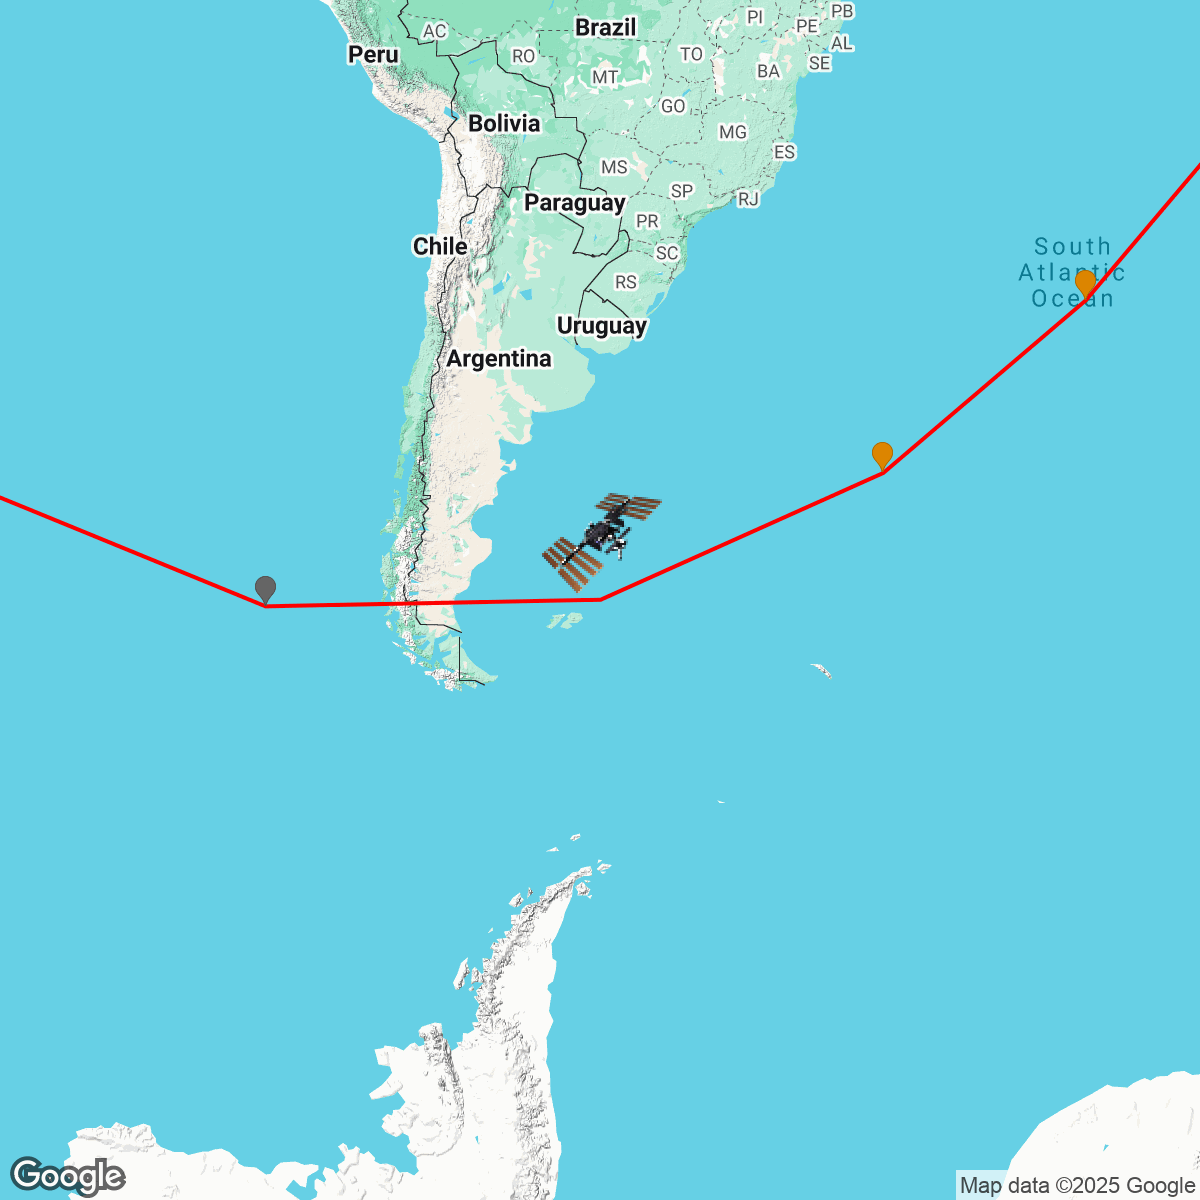 PI
PB
Brazil
PE
AC
AL
Peru
RO
TO
SE
MT
BA
GO
Bolivia
MG
ES
MS
SP
RJ
Paraguay
PR
Chile
SC
South
Atlantic
Ocean
RS
Uruguay
Argentina
Google
Map data ©2025 Google